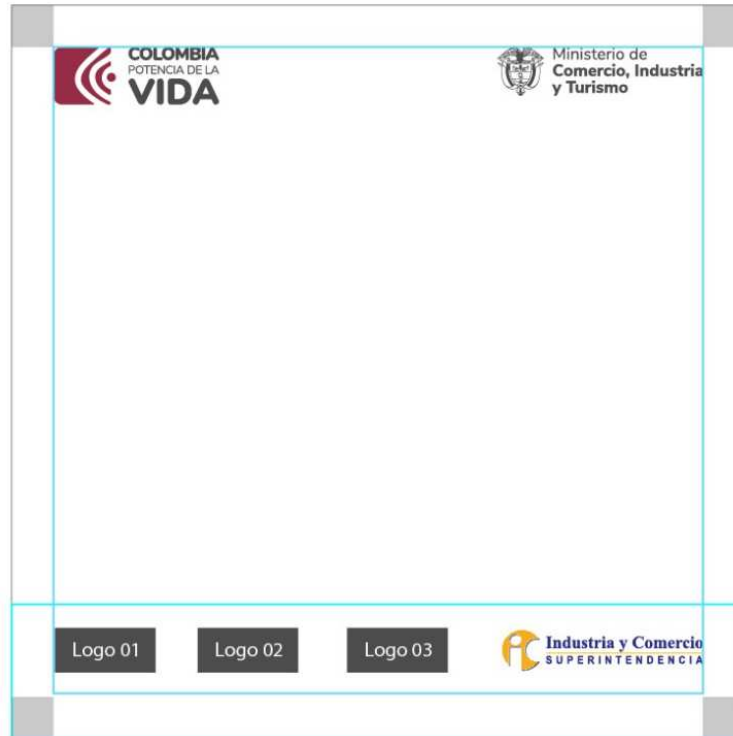 COLOMBIA
POTENCIA DE LA
VIDA
Ministerio de
Comercio, Industria
y Turismo
Logo 01
Logo 02
Logo 03
Industria y Comercio
SUPERINTENDENCIA